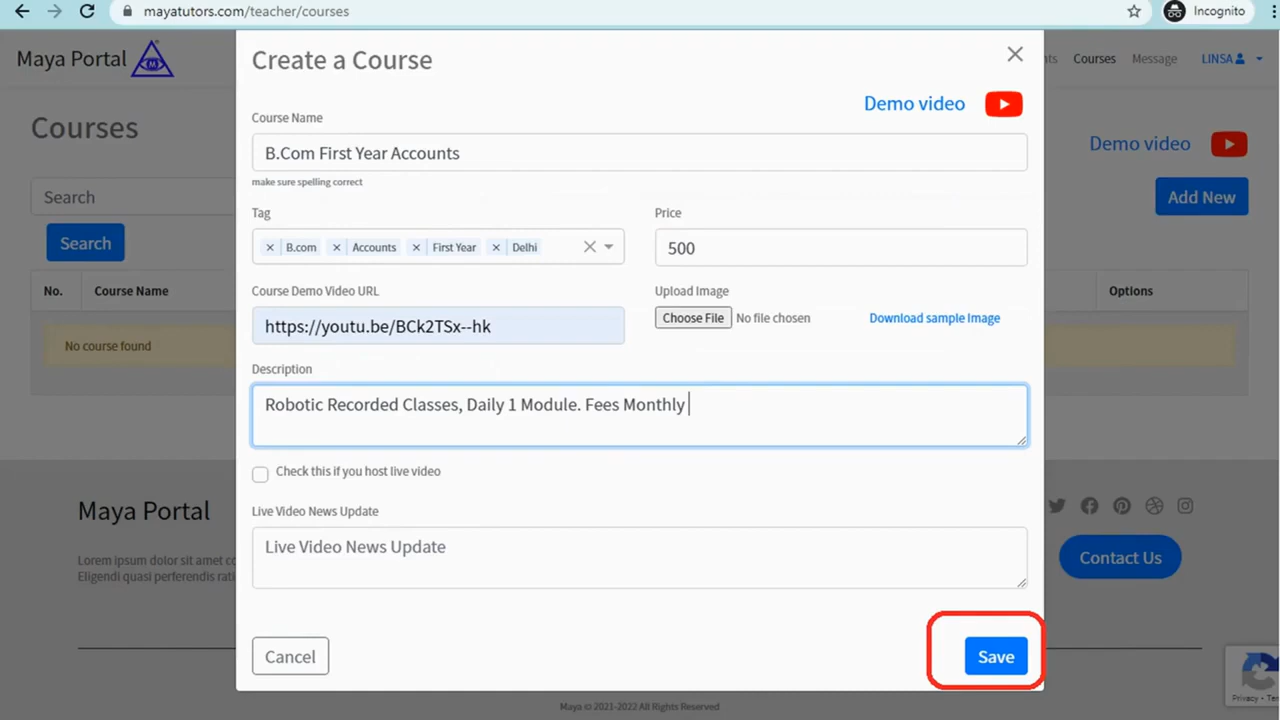 mayatutors.com/teacher/courses
Incognito
Maya Portal
Courses
Message
LINSA
Create a Course
Demo video
Course Name
B.Com First Year Accounts
make sure spelling correct
Courses
Demo video
Search
Add New
Search
Tag
Price
B.com
Accounts
First Year
Delhi
500
No.
Course Name
Options
Course Demo Video URL
Upload Image
https://youtu.be/BCk2TSx--hk
Choose File No file chosen
Download sample Image
No course found
Description
Robotic Recorded Classes, Daily 1 Module. Fees Monthly
Check this if you host live video
Live Video News Update
Live Video News Update
Maya Portal
Lorem ipsum dolor sit amet
Eligendi quasi perferendis
Contact Us
Cancel
Save
Privacy
Maya © 2021-2022 All Rights Reserved